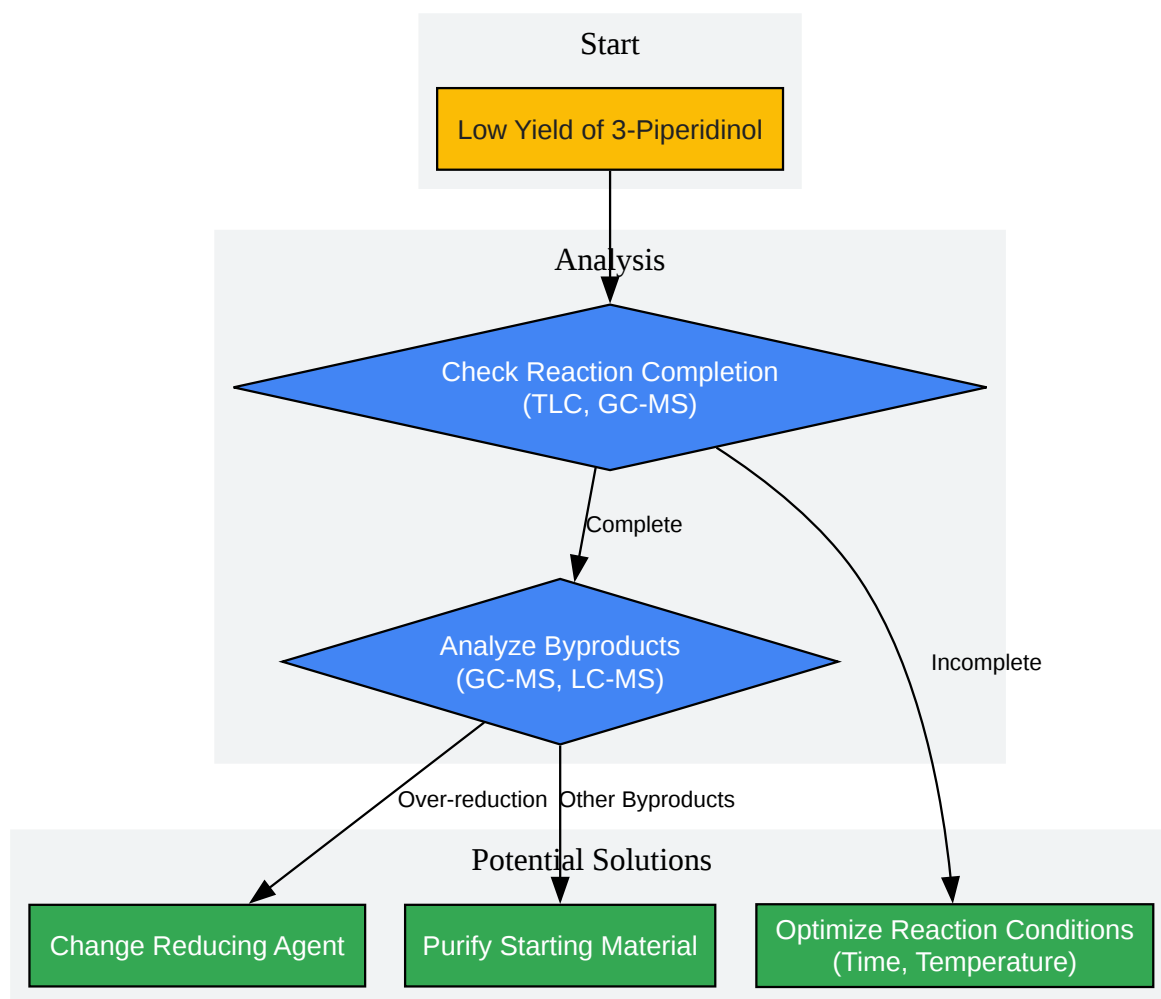 Start
Low Yield of 3-Piperidinol
Analysis
Check Reaction Completion
(TLC, GC-MS)
Complete
Analyze Byproducts
(GC-MS, LC-MS)
Incomplete
Over-reduction
Other Byproducts
Potential Solutions
Change Reducing Agent
Purify Starting Material
Optimize Reaction Conditions
(Time, Temperature)